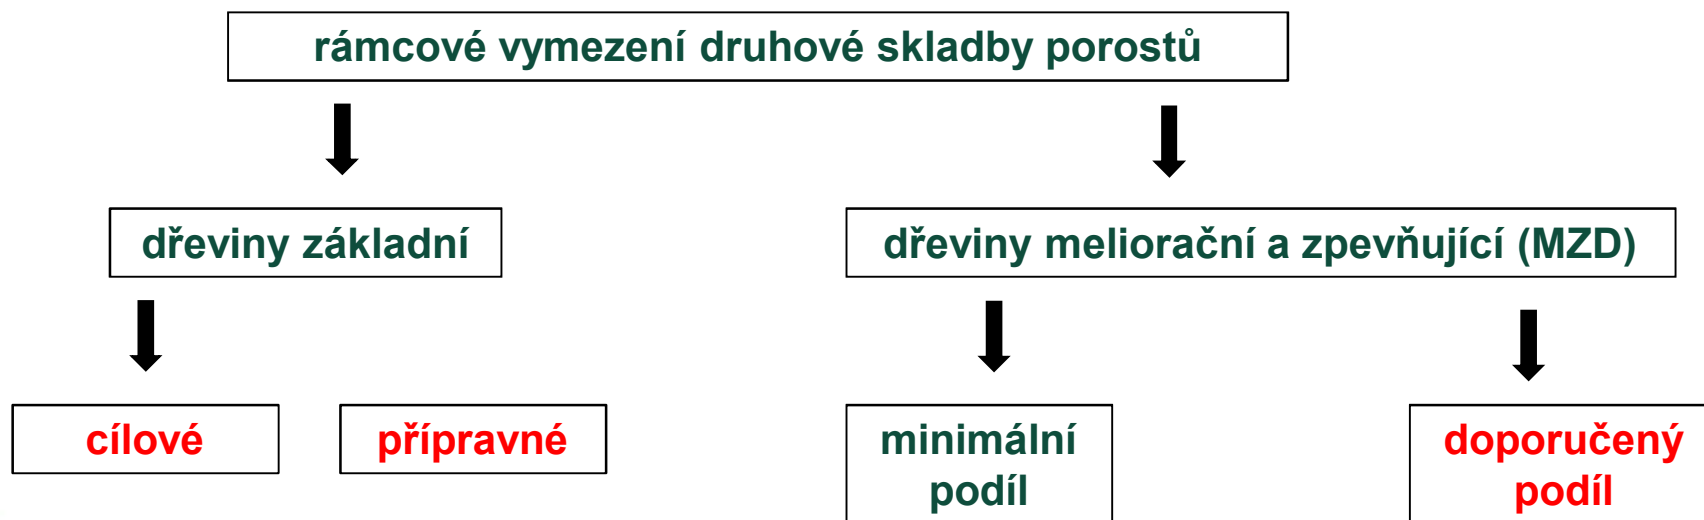 rámcové vymezení druhové skladby porostů
dřeviny základní
dřeviny meliorační a zpevňující (MZD)
cílové
přípravné
minimální
podíl
doporučený
podíl